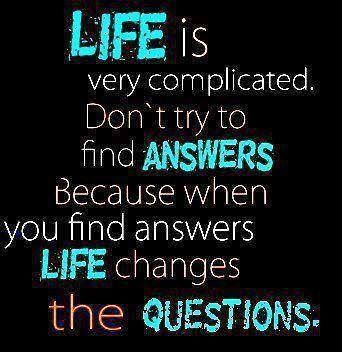 LIFE is
very complicated.
Don`t try to
find ANSWERS
Because when
you find answers
LIFE changes
the QUESTIONS.